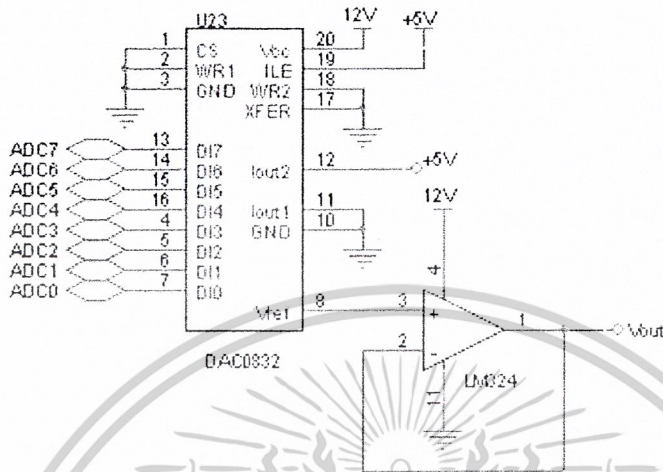 U23
12V
+5V
1 CS Vcc 20
2 WR1 ILE 19
3 GND WR2 18
XFER 17
ADC7 13 DI7
ADC6 14 DI6 Iout2 12 +5V
ADC5 15 DI5
ADC4 16 DI4 Iout1 11
ADC3 4 DI3 GND 10
ADC2 5 DI2
ADC1 6 DI1
ADC0 7 DI0
Vref 8
DAC0832
12V
4
3 +
2 -
1 Vout
11
LM324